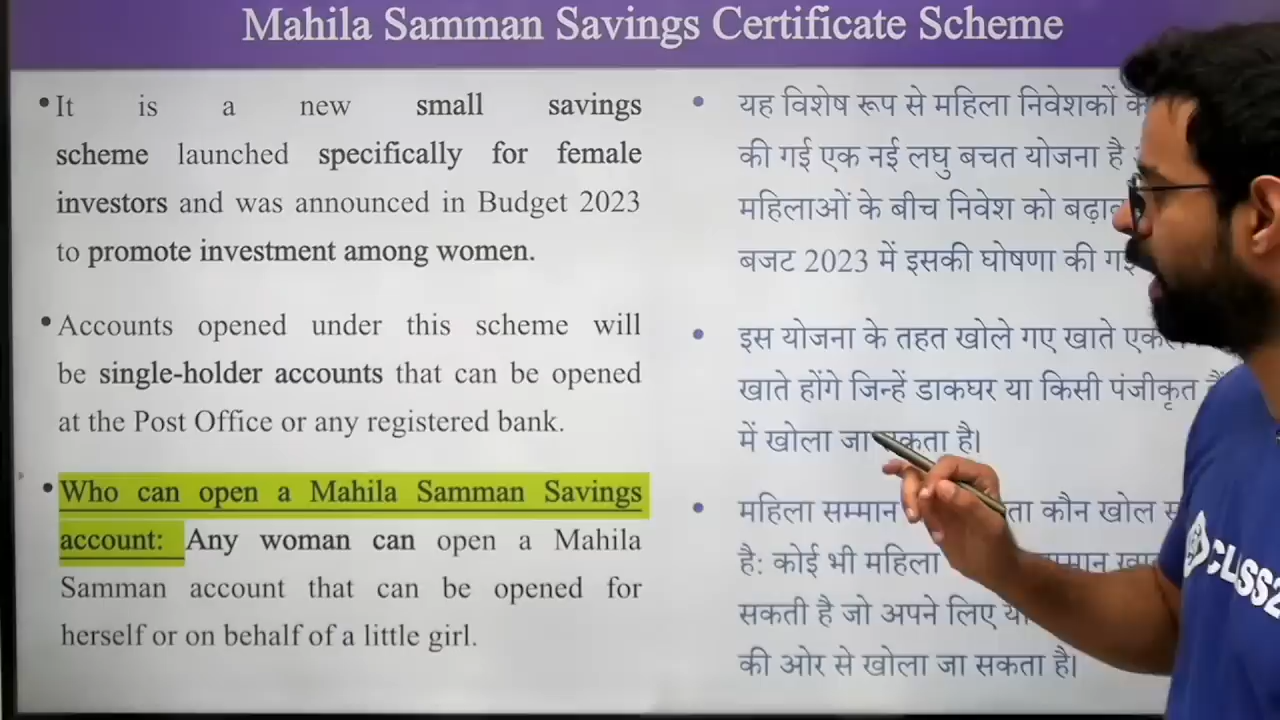 Mahila Samman Savings Certificate Scheme
•It is a new small savings
scheme launched specifically for female
investors and was announced in Budget 2023
to promote investment among women.
•Accounts opened under this scheme will
be single-holder accounts that can be opened
at the Post Office or any registered bank.
•Who can open a Mahila Samman Savings
account: Any woman can open a Mahila
Samman account that can be opened for
herself or on behalf of a little girl.
• यह विशेष रूप से महिला निवेशकों
की गई एक नई लघु बचत योजना है
महिलाओं के बीच निवेश को
बजट 2023 में इसकी घोषणा की
• इस योजना के तहत खोले गए खाते
खाते होंगे जिन्हें डाकघर या किसी पंजीकृत
में खोला जा है।
• महिला सम्मान कौन खोल
है: कोई भी महिला
सकती है जो अपने लिए
की ओर से खोला जा सकता है।